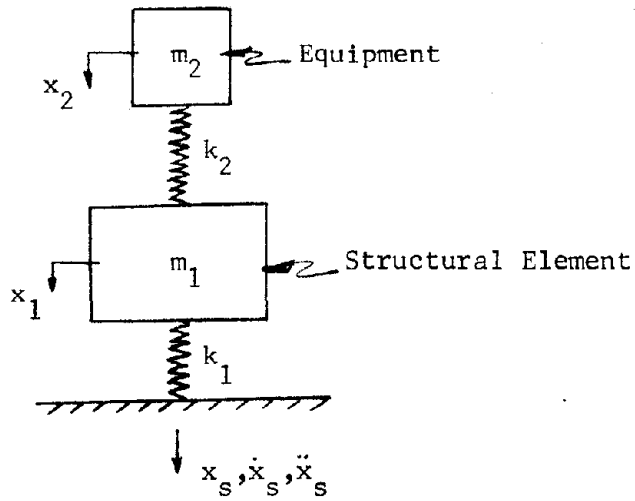 m₂
Equipment
x₂
k₂
m₁
Structural Element
x₁
k₁
xₛ,ẋₛ,ẍₛ